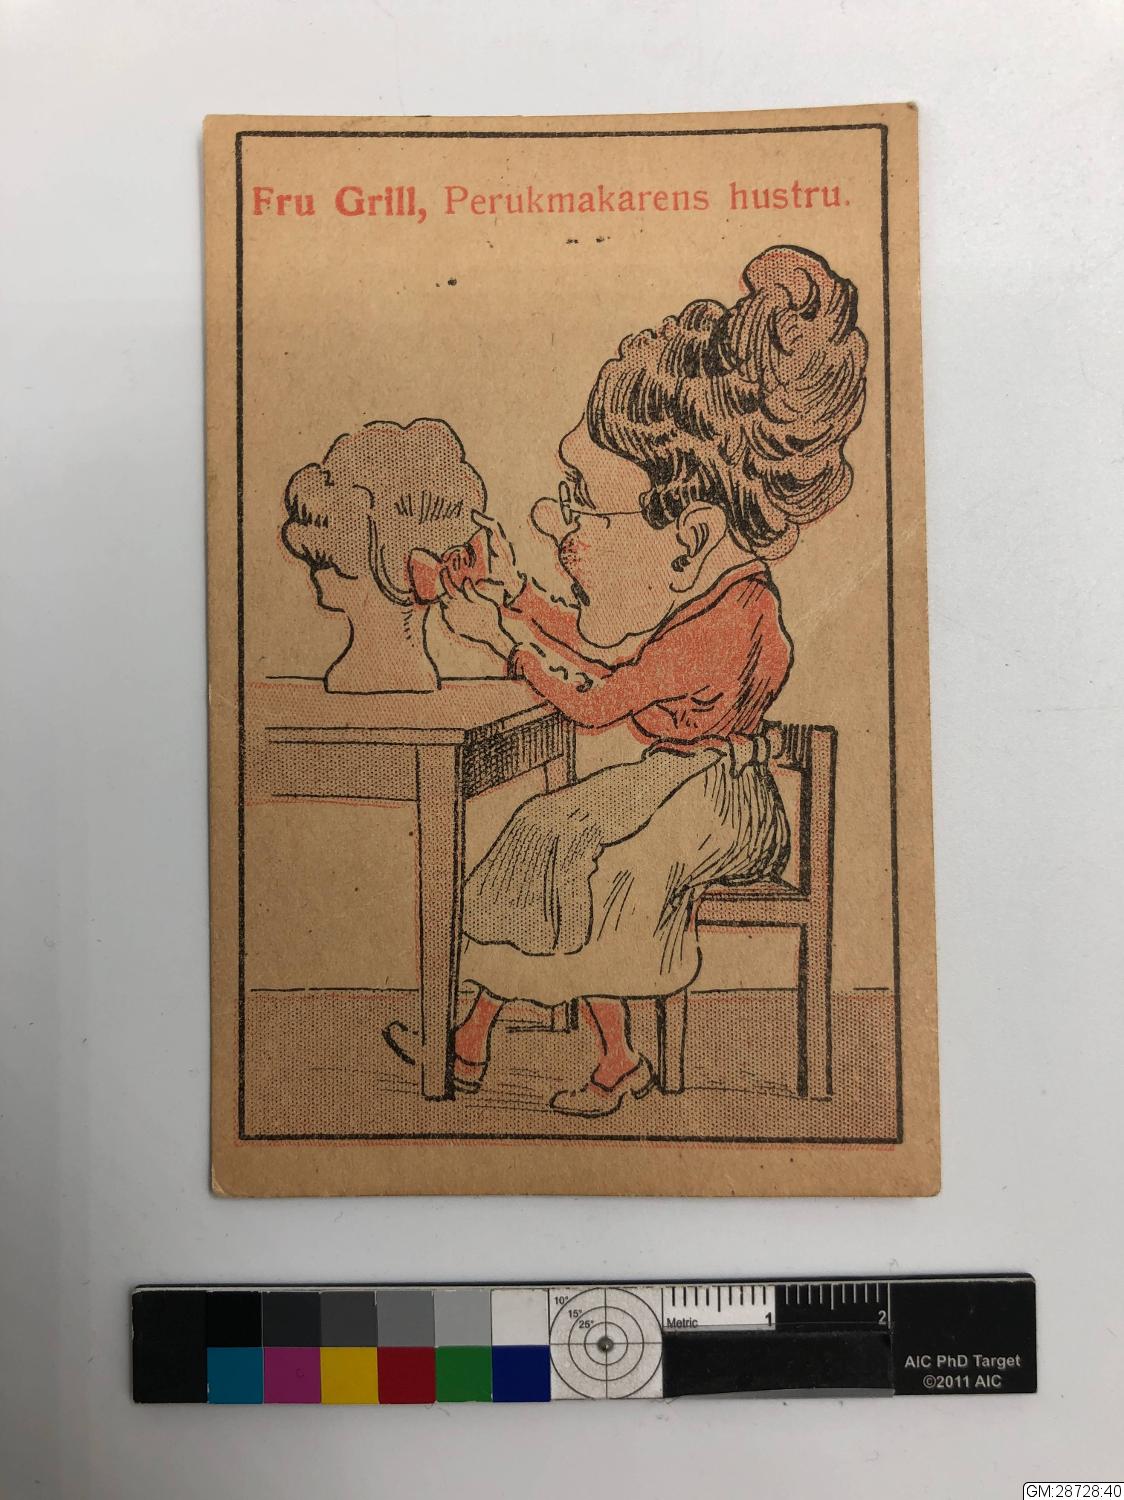 Fru Grill, Perukmakarens hustru.
10°
15°
25°
Metric
1
2
AIC PhD Target
©2011 AIC
GM:28728:40